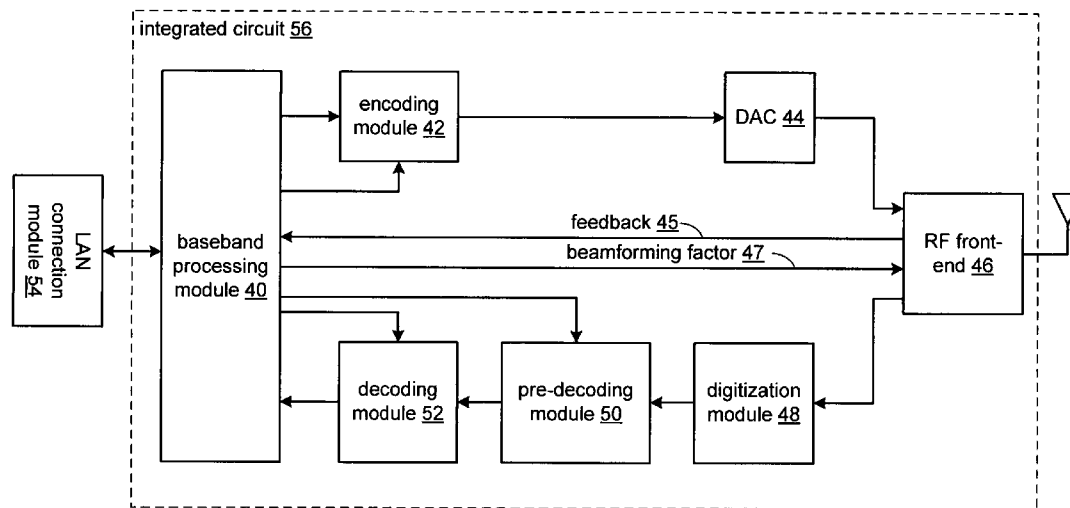 integrated circuit 56
encoding
module 42
DAC 44
LAN
connection
module 54
baseband
processing
module 40
feedback 45
beamforming factor 47
RF front-
end 46
decoding
module 52
pre-decoding
module 50
digitization
module 48